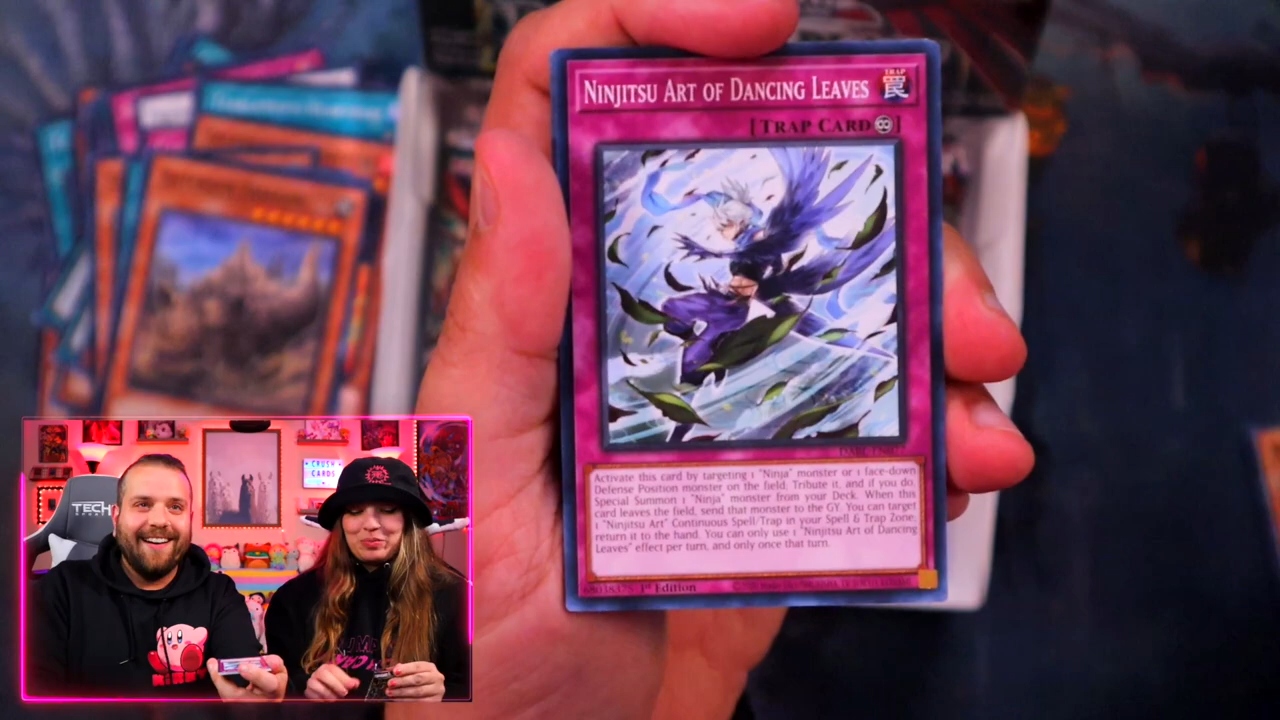 NINJITSU ART OF DANCING LEAVES
TRAP
罠
[TRAP CARD]
Activate this card by targeting 1 "Ninja" monster or 1 face-down
Defense Position monster on the field; Tribute it, and if you do,
Special Summon 1 "Ninja" monster from your Deck. When this
card leaves the field, send that monster to the GY. You can target
1 "Ninjitsu Art" Continuous Spell/Trap in your Spell & Trap Zone;
return it to the hand. You can only use 1 "Ninjitsu Art of Dancing
Leaves" effect per turn, and only once that turn.
1st Edition
CRUSH
CARDS
TECH